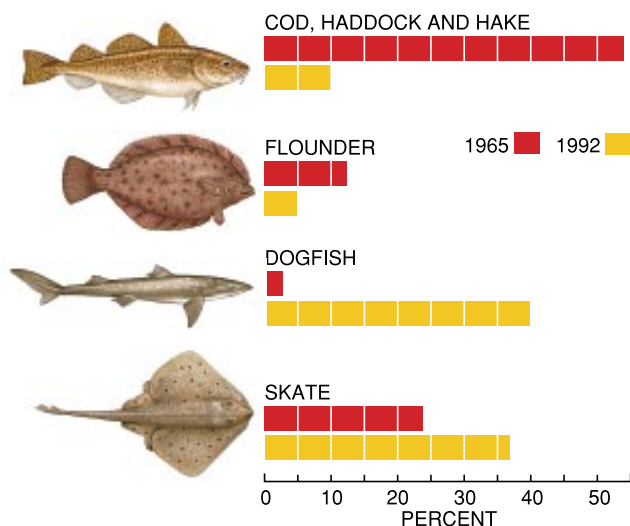 COD, HADDOCK AND HAKE
FLOUNDER
1965 1992
DOGFISH
SKATE
0 10 20 30 40 50
PERCENT